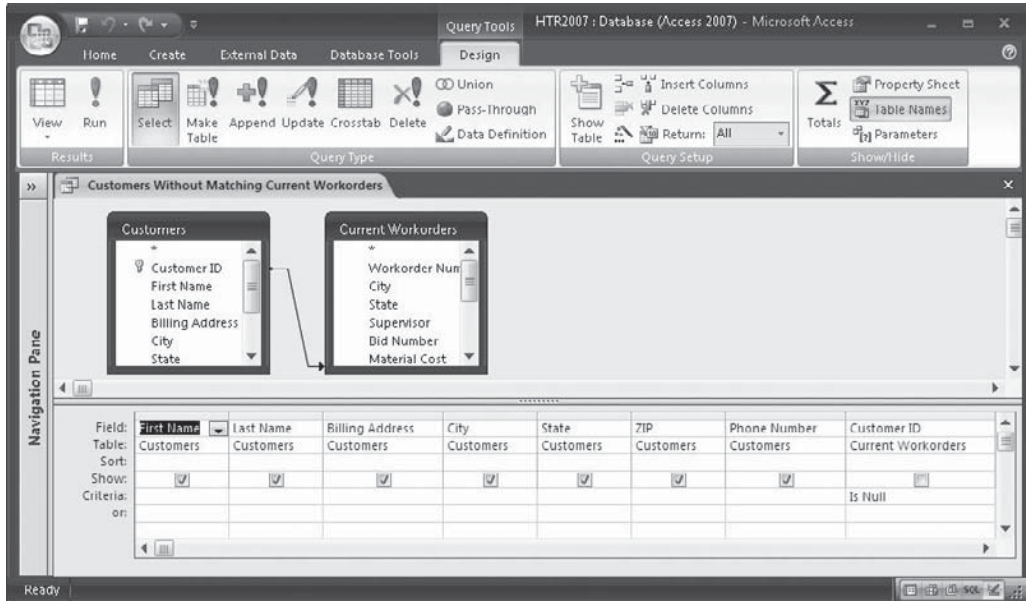 Query Tools HTR2007 : Database (Access 2007) - Microsoft Access
Home Create External Data Database Tools Design
View Run Select Make Table Append Update Crosstab Delete
Union
Pass-Through
Data Definition
Show Table
Insert Columns
Delete Columns
Return: All
Totals
Property Sheet
Table Names
Parameters
Results Query Type Query Setup Show/Hide
Customers Without Matching Current Workorders
Navigation Pane
Customers
*
Customer ID
First Name
Last Name
Billing Address
City
State
Current Workorders
*
Workorder Num
City
State
Supervisor
Bid Number
Material Cost
Field: First Name Last Name Billing Address City State ZIP Phone Number Customer ID
Table: Customers Customers Customers Customers Customers Customers Customers Current Workorders
Sort:
Show:
Criteria: Is Null
or:
Ready SQL